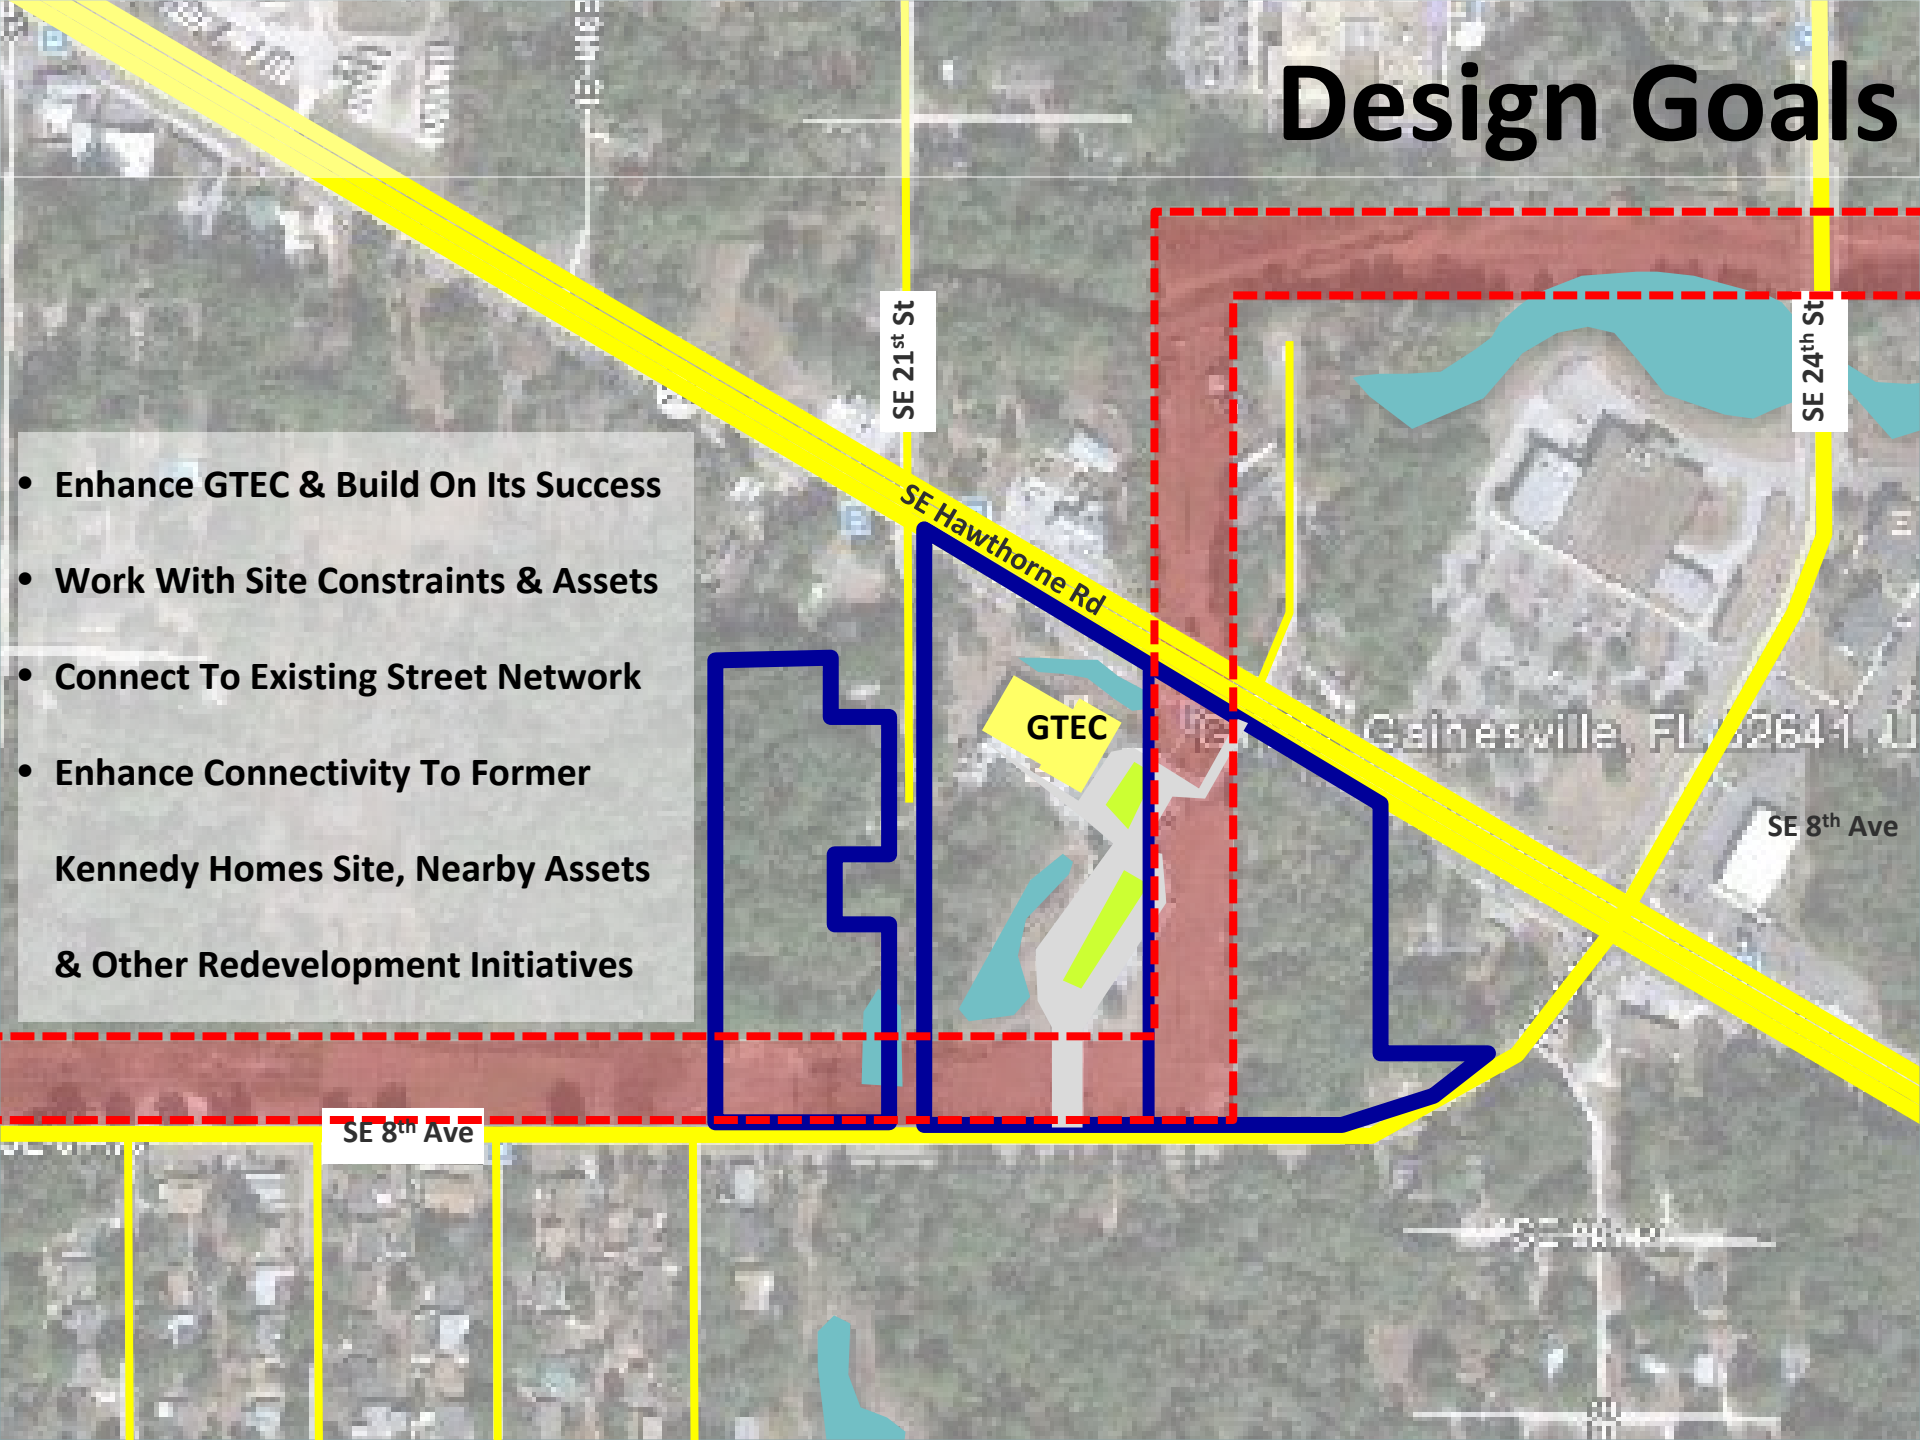 Design Goals
SE 21st St
SE 24th St
• Enhance GTEC & Build On Its Success
SE Hawthorne Rd
• Work With Site Constraints & Assets
• Connect To Existing Street Network
GTEC
Gainesville, FL 32641, U
• Enhance Connectivity To Former
SE 8th Ave
Kennedy Homes Site, Nearby Assets
& Other Redevelopment Initiatives
SE 8th Ave